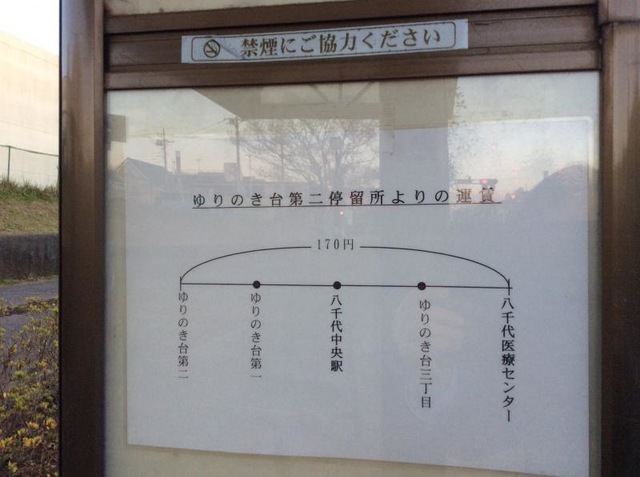 禁煙にご協力ください
ゆりのき台第二停留所よりの運賃
170円
ゆりのき台第二
ゆりのき台第一
八千代中央駅
ゆりのき台三丁目
八千代医療センター